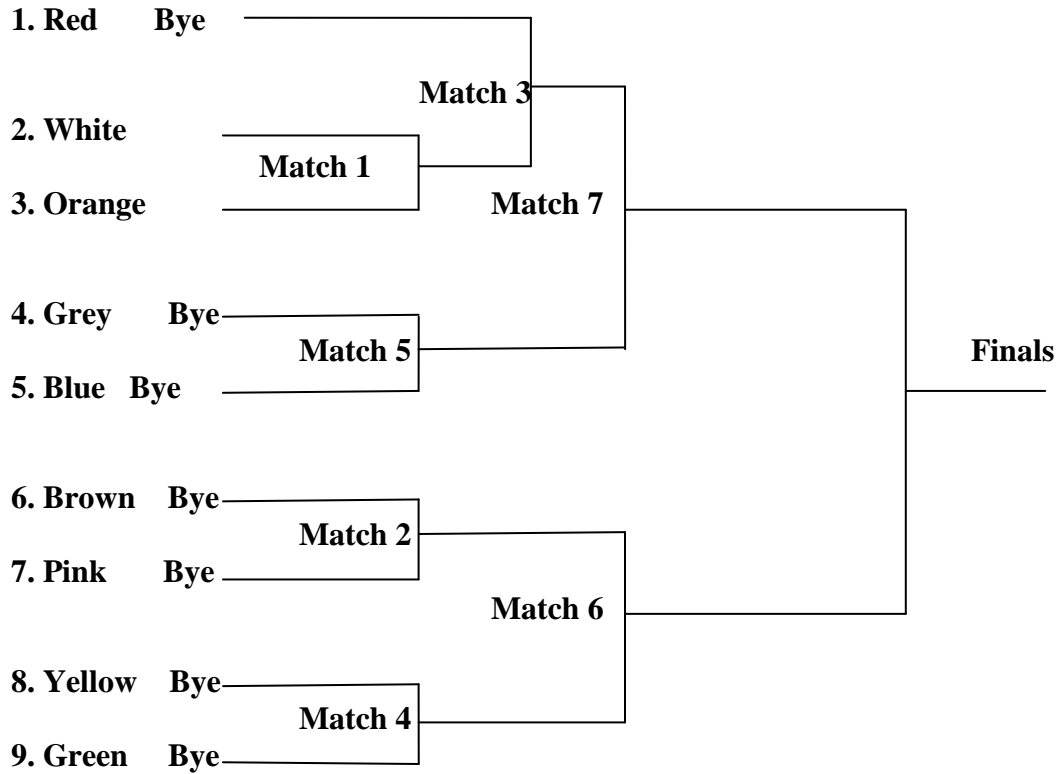 1. Red Bye
Match 3
2. White
Match 1
3. Orange
Match 7
4. Grey Bye
Match 5
Finals
5. Blue Bye
6. Brown Bye
Match 2
7. Pink Bye
Match 6
8. Yellow Bye
Match 4
9. Green Bye